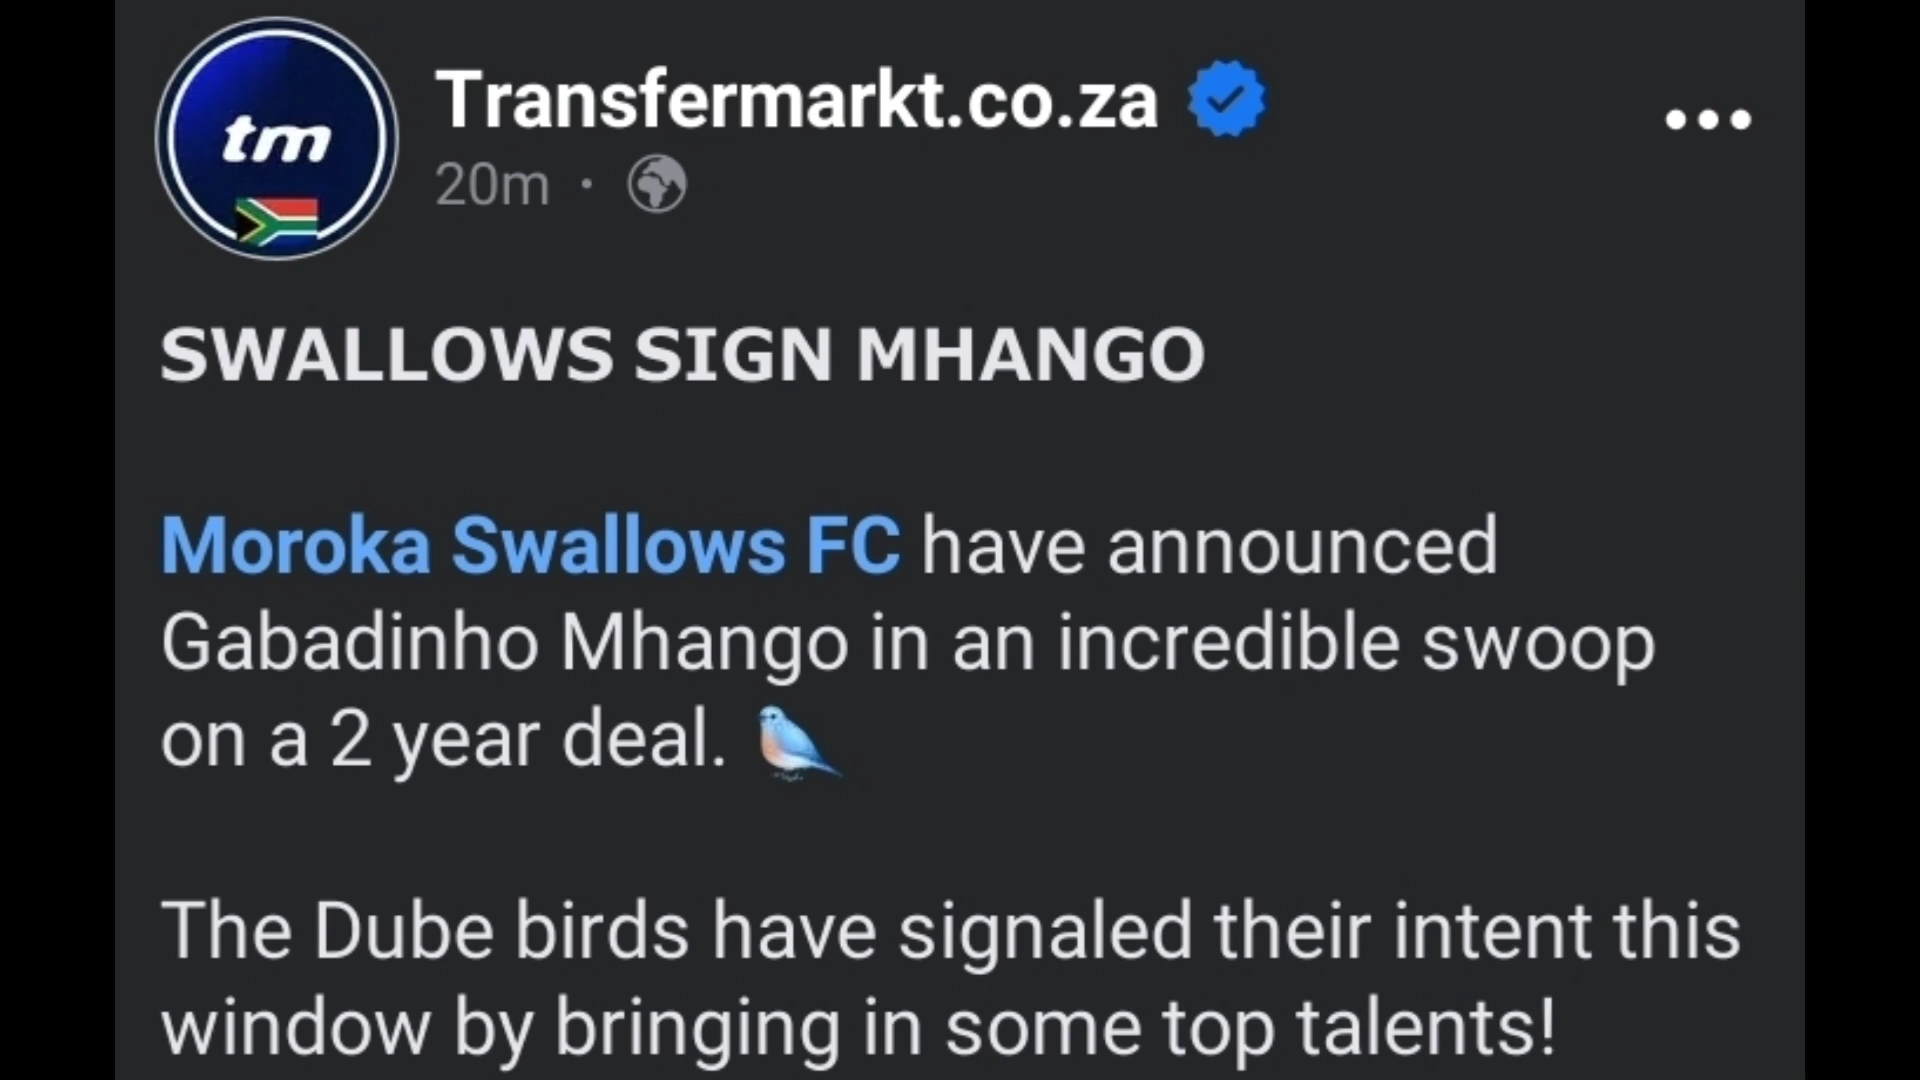 tm
Transfermarkt.co.za
20m ·
SWALLOWS SIGN MHANGO
Moroka Swallows FC have announced
Gabadinho Mhango in an incredible swoop
on a 2 year deal. 🐦
The Dube birds have signaled their intent this
window by bringing in some top talents!